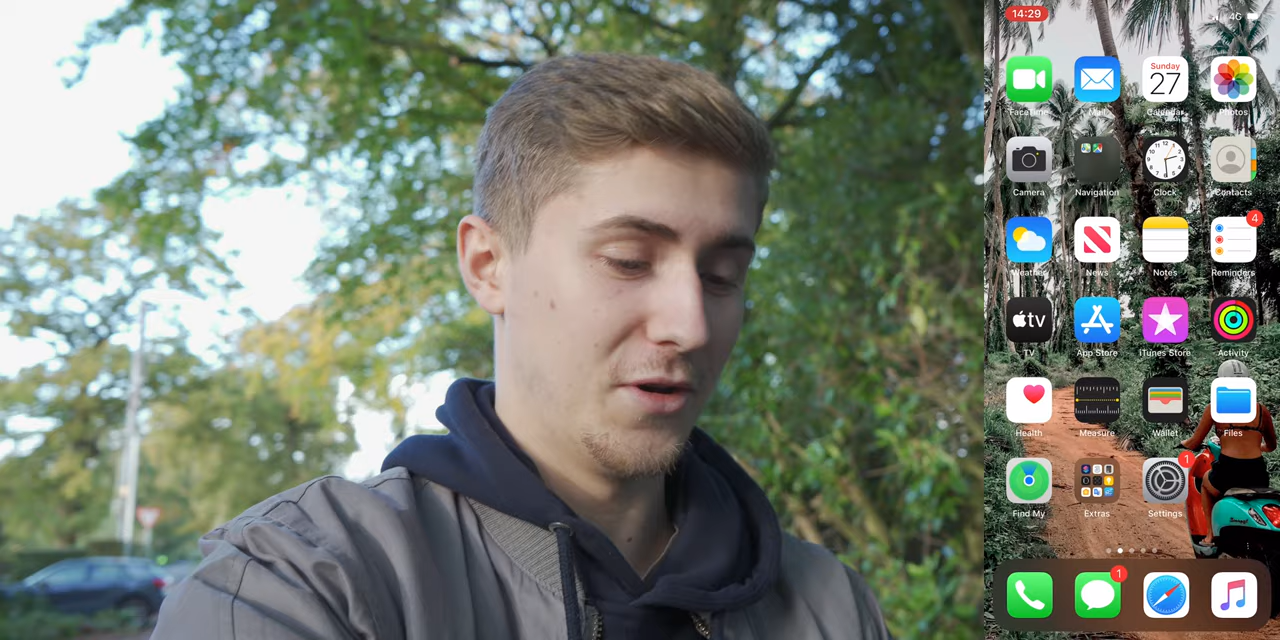 14:29
4G
Sunday
27
FaceTime Mail Calendar Photos
Camera Navigation Clock Contacts
4
Weather News Notes Reminders
tv
TV App Store iTunes Store Activity
Health Measure Wallet Files
1
Find My Extras Settings
1